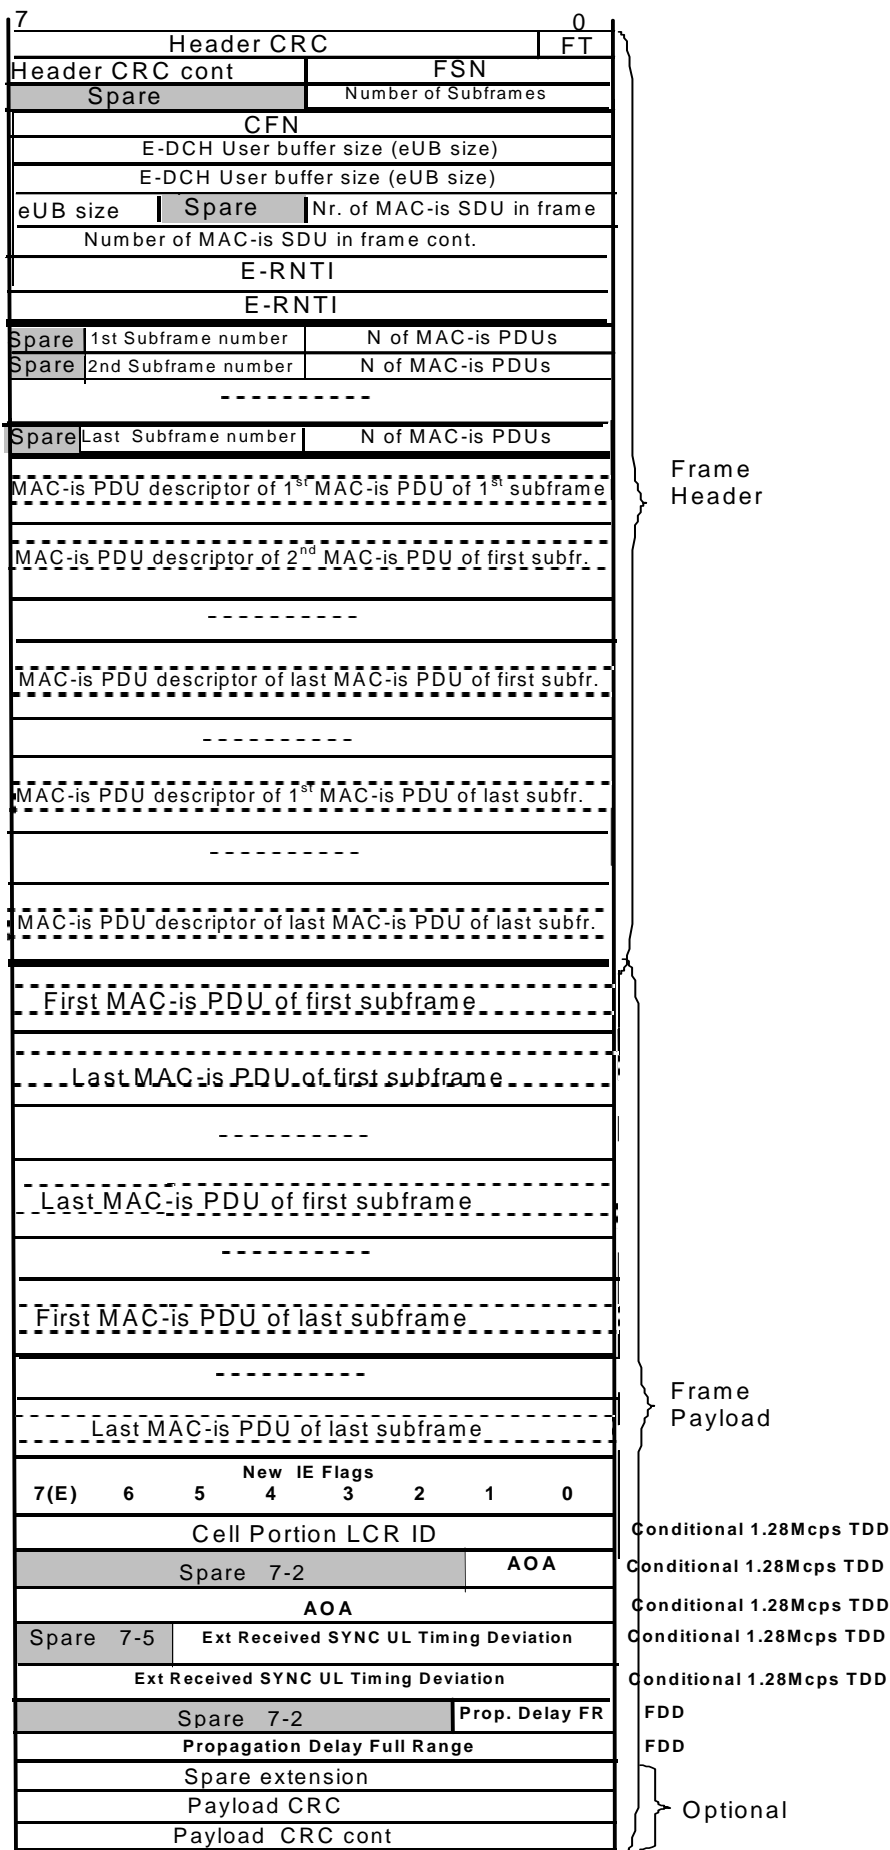 7 0
Header CRC FT
Header CRC cont FSN
Spare Number of Subframes
CFN
E-DCH User buffer size (eUB size)
E-DCH User buffer size (eUB size)
eUB size Spare Nr. of MAC-is SDU in frame
Number of MAC-is SDU in frame cont.
E-RNTI
E-RNTI
Spare 1st Subframe number N of MAC-is PDUs
Spare 2nd Subframe number N of MAC-is PDUs
----------
Spare Last Subframe number N of MAC-is PDUs
MAC-is PDU descriptor of 1st MAC-is PDU of 1st subframe
Frame
Header
MAC-is PDU descriptor of 2nd MAC-is PDU of first subfr.
----------
MAC-is PDU descriptor of last MAC-is PDU of first subfr.
----------
MAC-is PDU descriptor of 1st MAC-is PDU of last subfr.
----------
MAC-is PDU descriptor of last MAC-is PDU of last subfr.
First MAC-is PDU of first subframe
Last MAC-is PDU of first subframe
----------
Last MAC-is PDU of first subframe
----------
First MAC-is PDU of last subframe
----------
Frame
Payload
Last MAC-is PDU of last subframe
New IE Flags
7(E) 6 5 4 3 2 1 0
Cell Portion LCR ID Conditional 1.28Mcps TDD
Spare 7-2 AOA Conditional 1.28Mcps TDD
AOA Conditional 1.28Mcps TDD
Spare 7-5 Ext Received SYNC UL Timing Deviation Conditional 1.28Mcps TDD
Ext Received SYNC UL Timing Deviation Conditional 1.28Mcps TDD
Spare 7-2 Prop. Delay FR FDD
Propagation Delay Full Range FDD
Spare extension
Payload CRC Optional
Payload CRC cont